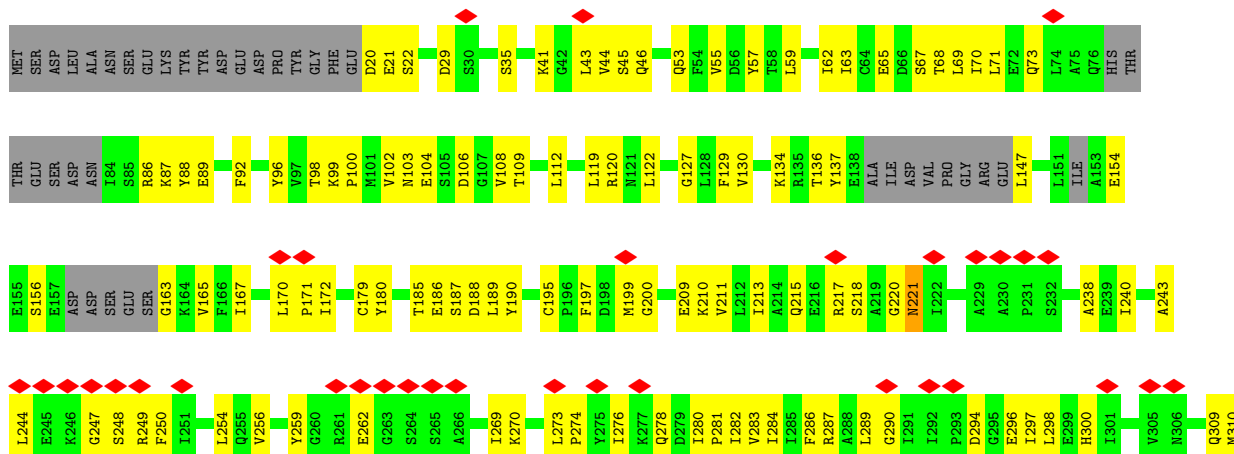 MET SER ASP LEU ALA ASN SER GLU LYS TYR TYR ASP GLU ASP PRO TYR GLY PHE GLU D20 E21 S22 D29 S30 S35 K41 G42 L43 V44 S45 Q46 Q53 F54 V55 D56 Y57 T58 L59 I62 I63 C64 E65 D66 S67 T68 L69 I70 L71 E72 Q73 L74 A75 Q76 HIS THR
THR GLU SER ASP ASN I84 S85 R86 K87 Y88 E89 F92 Y96 V97 T98 K99 P100 M101 V102 N103 E104 S105 D106 G107 V108 T109 L112 L119 R120 N121 L122 G127 L128 F129 V130 K134 R135 T136 Y137 E138 ALA ILE ASP VAL PRO GLY ARG GLU L147 L151 ILE A153 E154
E155 S156 E157 ASP ASP SER GLU SER G163 K164 V165 F166 I167 L170 P171 I172 C179 Y180 T185 E186 S187 D188 L189 Y190 C195 P196 F197 D198 M199 G200 E209 K210 V211 L212 I213 A214 Q215 E216 R217 S218 A219 G220 N221 I222 A229 A230 P231 S232 A238 E239 I240 A243
L244 E245 K246 G247 S248 R249 F250 I251 L254 Q255 V256 Y259 G260 R261 E262 G263 S264 S265 A266 I269 K270 L273 P274 Y275 I276 K277 Q278 D279 I280 P281 I282 V283 I284 I285 F286 R287 A288 L289 G290 I291 I292 P293 D294 G295 E296 I297 L298 E299 H300 I301 V305 N306 Q309 M310